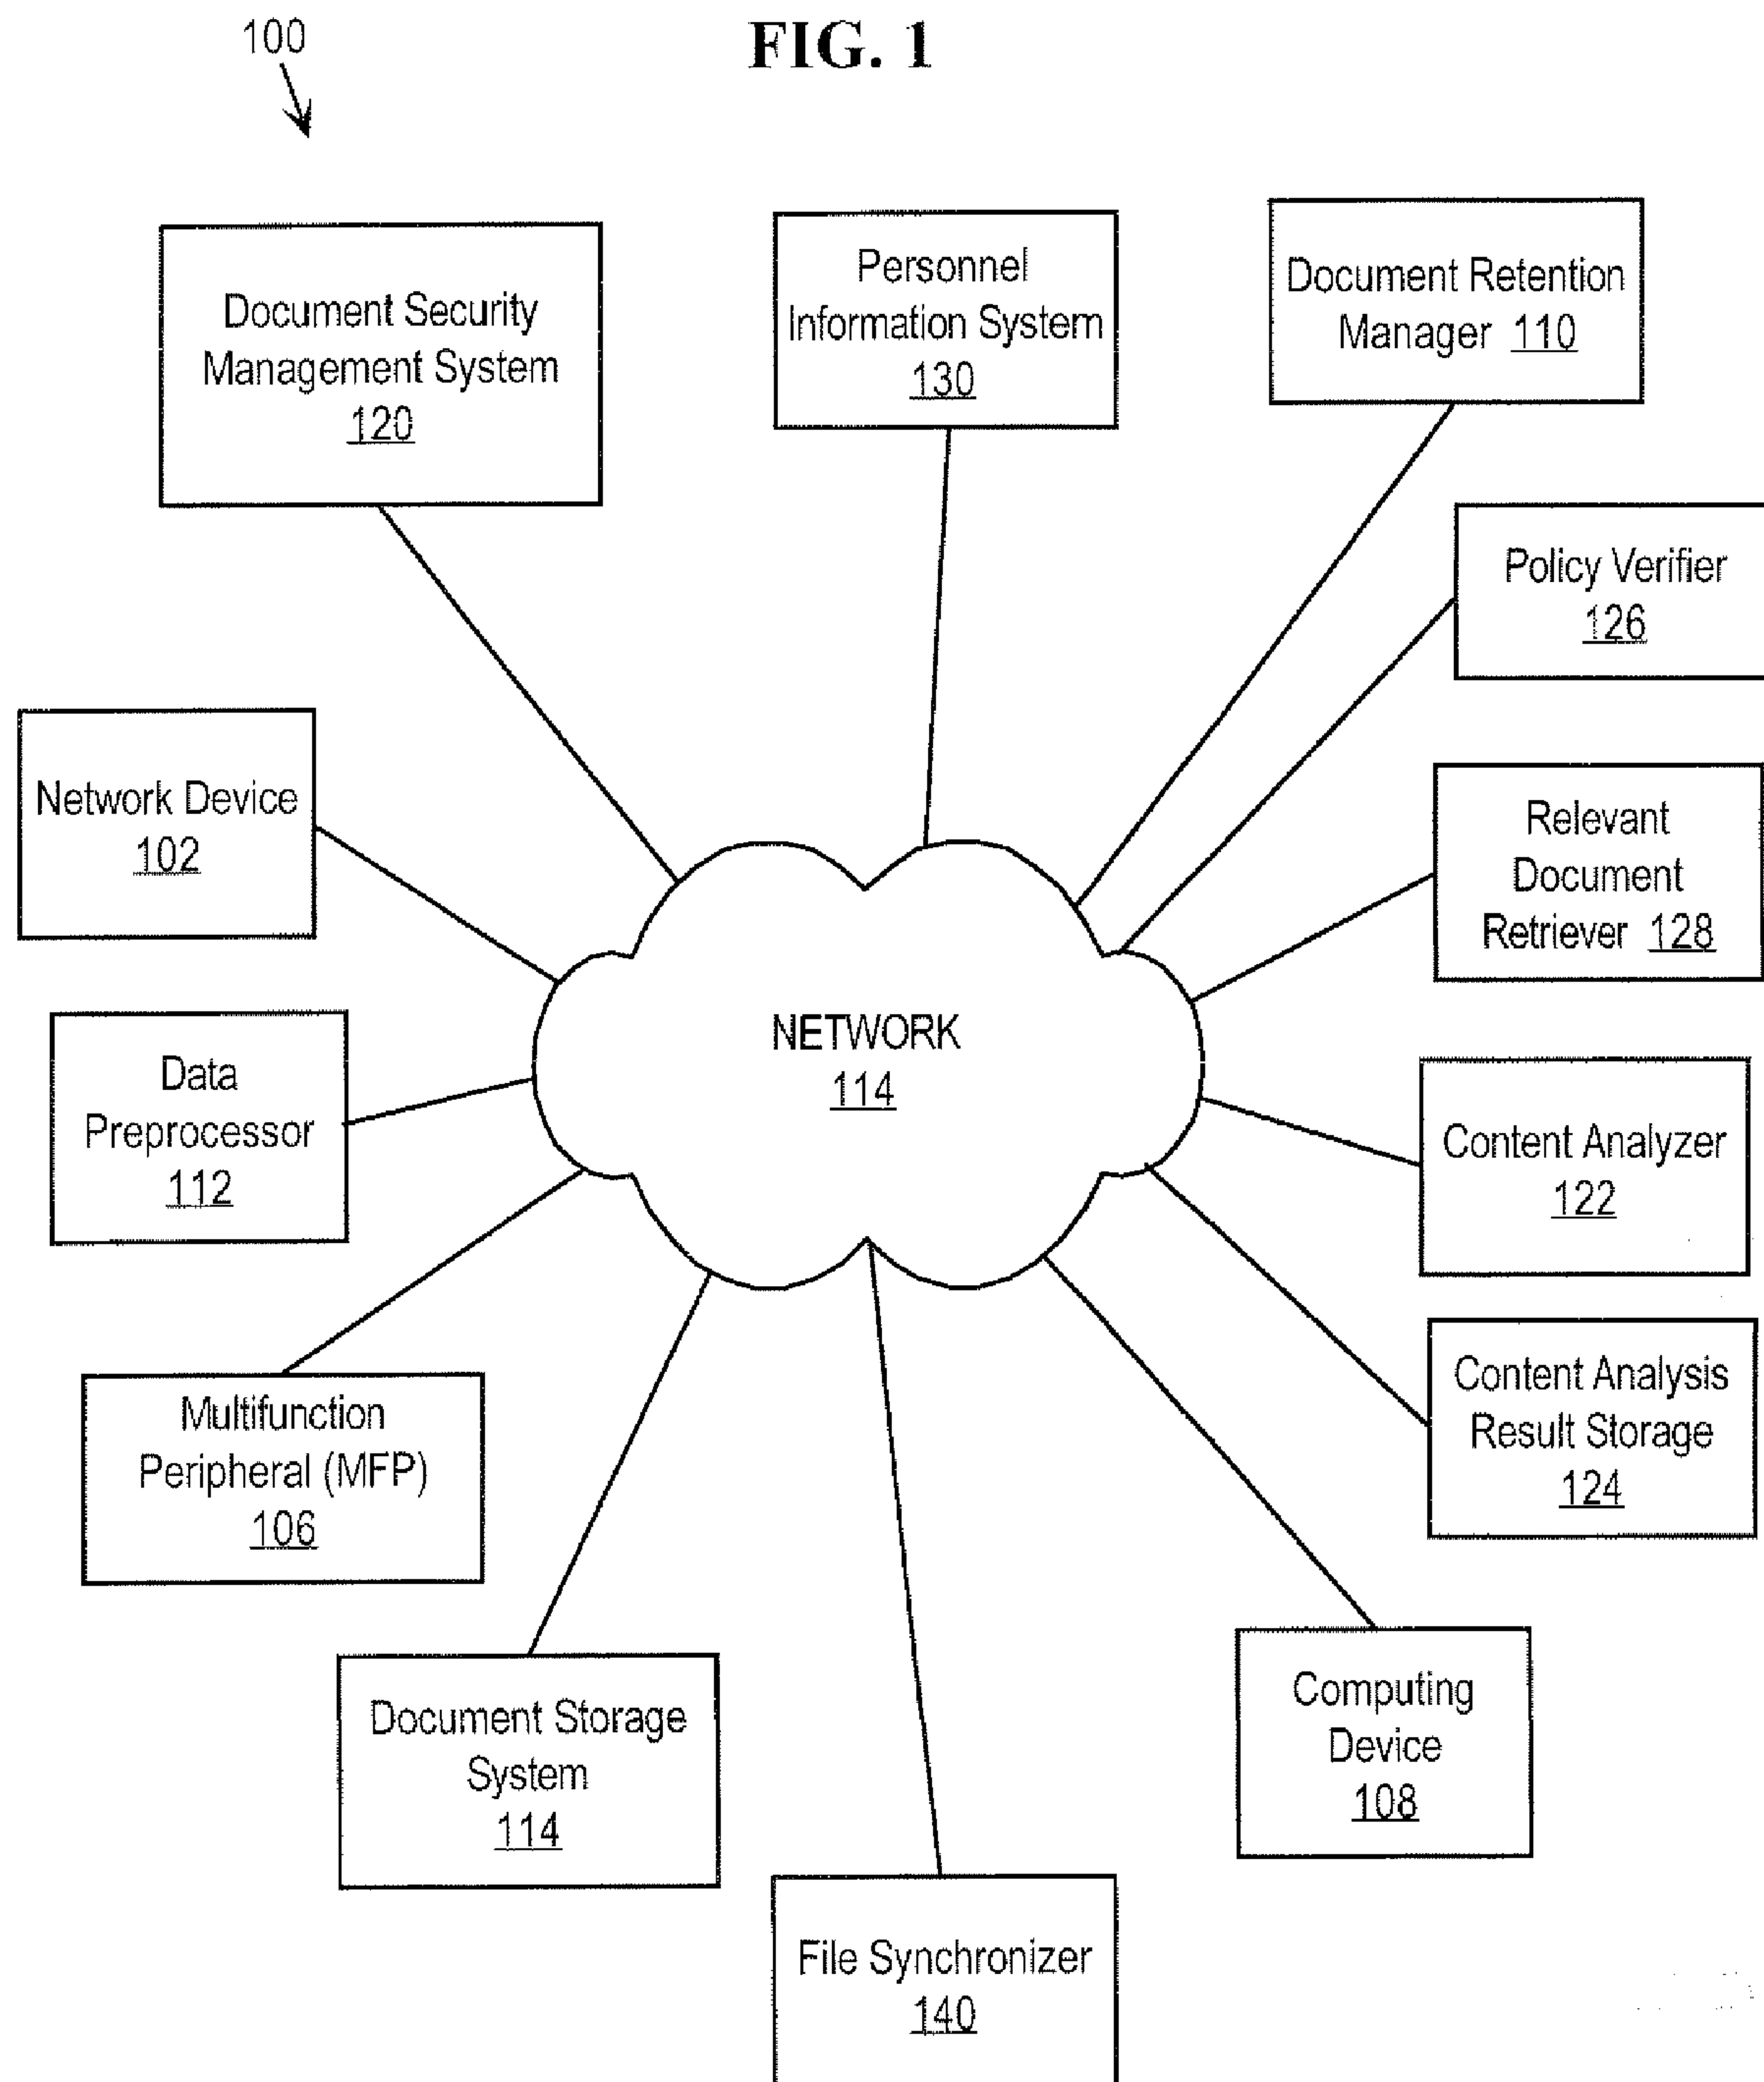 100
FIG. 1
Document Security
Management System
120
Personnel
Information System
130
Document Retention
Manager 110
Policy Verifier
126
Network Device
102
Relevant
Document
Retriever 128
NETWORK
114
Data
Preprocessor
112
Content Analyzer
122
Multifunction
Peripheral (MFP)
106
Content Analysis
Result Storage
124
Document Storage
System
114
Computing
Device
108
File Synchronizer
140